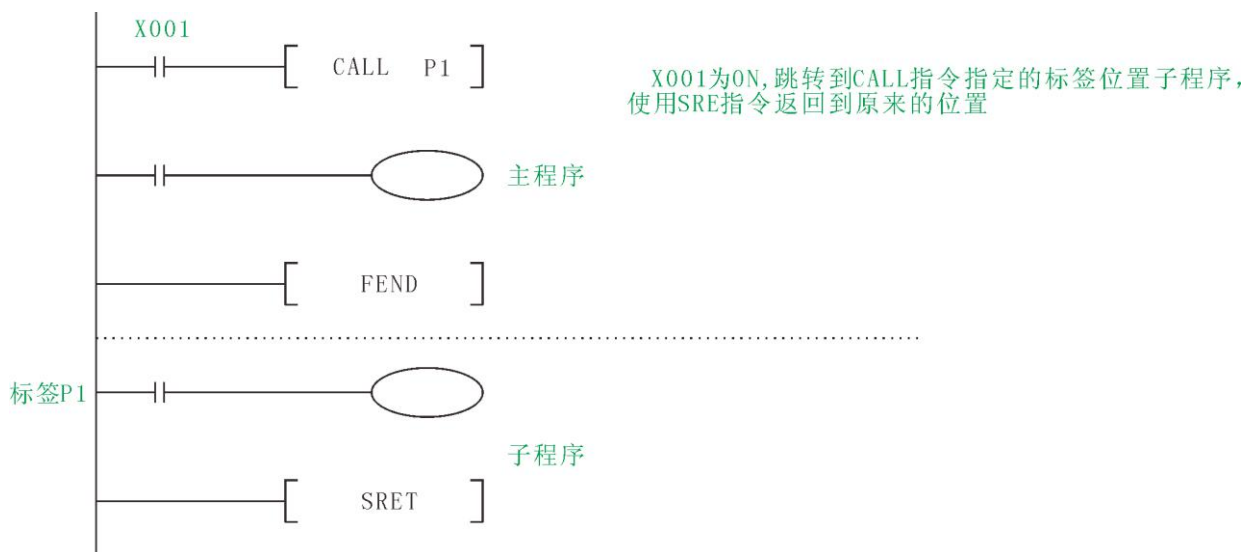 X001
CALL P1
X001为ON,跳转到CALL指令指定的标签位置子程序,
使用SRE指令返回到原来的位置
主程序
FEND
标签P1
子程序
SRET